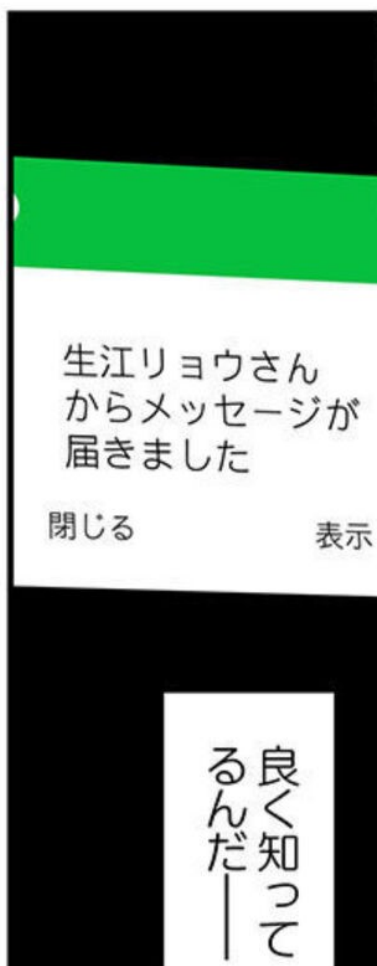 生江リョウさん
からメッセージが
届きました
閉じる
表示
良く知って
るんだ――